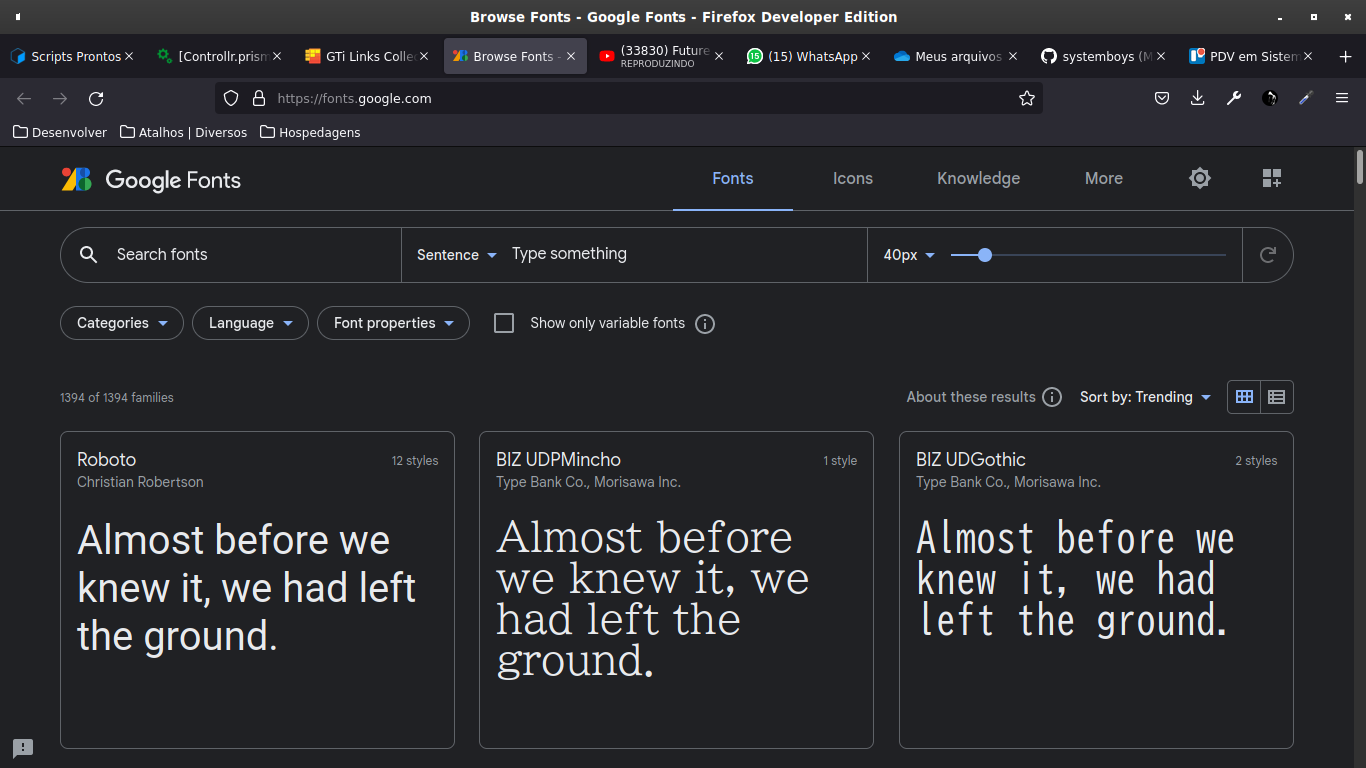 Browse Fonts - Google Fonts - Firefox Developer Edition
Scripts Prontos
[Controllr.prism
GTi Links Collec
Browse Fonts -
(33830) Future
REPRODUZINDO
(15) WhatsApp
Meus arquivos
systemboys (M
PDV em Sistem
https://fonts.google.com
Desenvolver
Atalhos | Diversos
Hospedagens
Google Fonts
Fonts
Icons
Knowledge
More
Search fonts
Sentence
Type something
40px
Categories
Language
Font properties
Show only variable fonts
1394 of 1394 families
About these results
Sort by: Trending
Roboto
12 styles
Christian Robertson
Almost before we
knew it, we had left
the ground.
BIZ UDPMincho
1 style
Type Bank Co., Morisawa Inc.
Almost before
we knew it, we
had left the
ground.
BIZ UDGothic
2 styles
Type Bank Co., Morisawa Inc.
Almost before we
knew it, we had
left the ground.